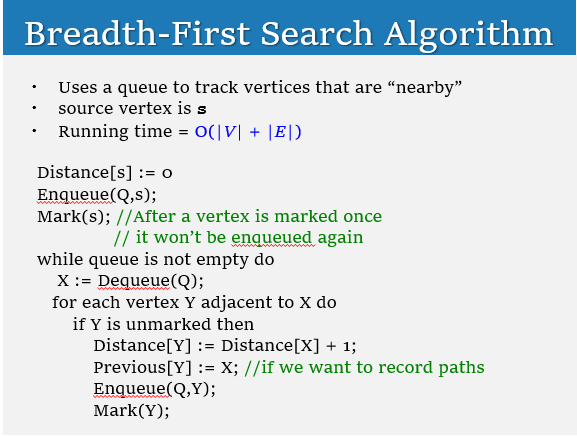 Breadth-First Search Algorithm
• Uses a queue to track vertices that are “nearby”
• source vertex is s
• Running time = O(|V| + |E|)
Distance[s] := 0
Enqueue(Q,s);
Mark(s); //After a vertex is marked once
// it won’t be enqueued again
while queue is not empty do
X := Dequeue(Q);
for each vertex Y adjacent to X do
if Y is unmarked then
Distance[Y] := Distance[X] + 1;
Previous[Y] := X; //if we want to record paths
Enqueue(Q,Y);
Mark(Y);